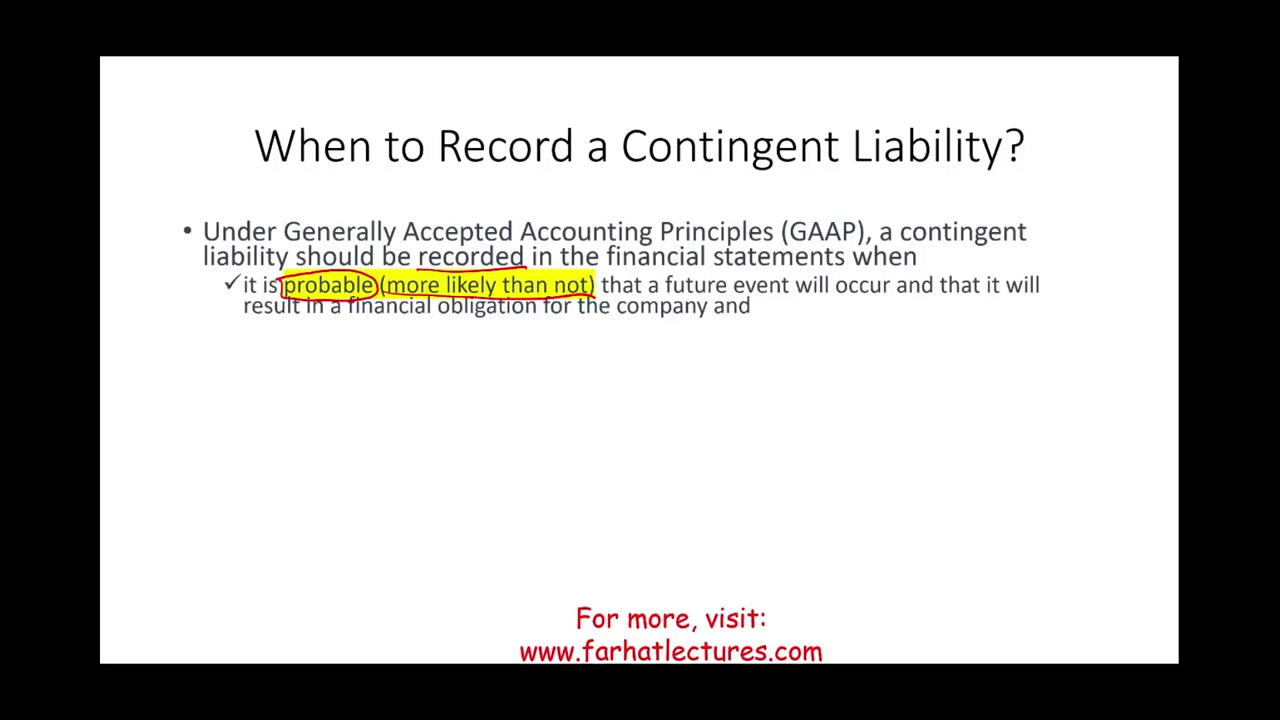 When to Record a Contingent Liability?
• Under Generally Accepted Accounting Principles (GAAP), a contingent
liability should be recorded in the financial statements when
✓it is probable (more likely than not) that a future event will occur and that it will
result in a financial obligation for the company and
For more, visit:
www.farhatlectures.com